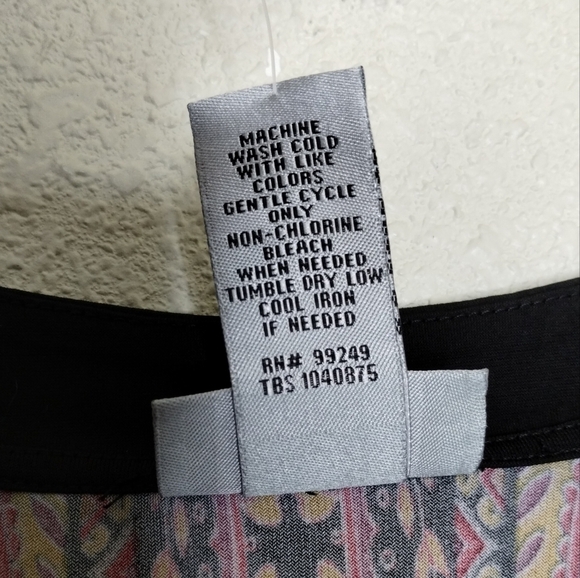 MACHINE
WASH COLD
WITH LIKE
COLORS
GENTLE CYCLE
ONLY
NON-CHLORINE
BLEACH
WHEN NEEDED
TUMBLE DRY LOW
COOL IRON
IF NEEDED
RN# 99249
TBS 1040875